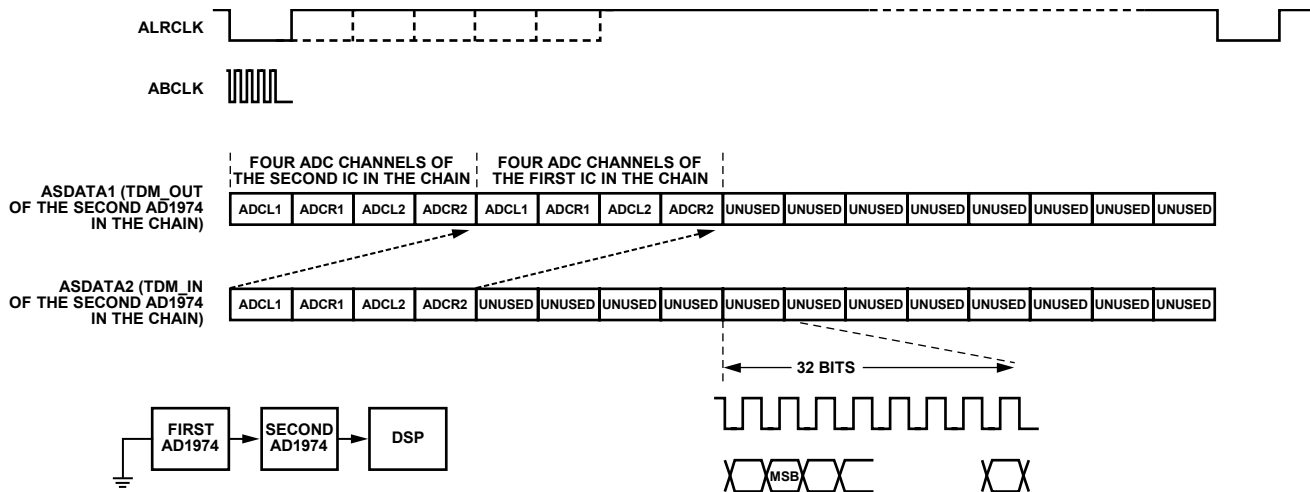 ALRCLK
ABCLK
FOUR ADC CHANNELS OF
THE SECOND IC IN THE CHAIN
FOUR ADC CHANNELS OF
THE FIRST IC IN THE CHAIN
ASDATA1 (TDM_OUT
OF THE SECOND AD1974
IN THE CHAIN)
ADCL1 ADCR1 ADCL2 ADCR2 ADCL1 ADCR1 ADCL2 ADCR2 UNUSED UNUSED UNUSED UNUSED UNUSED UNUSED UNUSED UNUSED
ASDATA2 (TDM_IN
OF THE SECOND AD1974
IN THE CHAIN)
ADCL1 ADCR1 ADCL2 ADCR2 UNUSED UNUSED UNUSED UNUSED UNUSED UNUSED UNUSED UNUSED UNUSED UNUSED UNUSED UNUSED
32 BITS
FIRST
AD1974
SECOND
AD1974
DSP
MSB